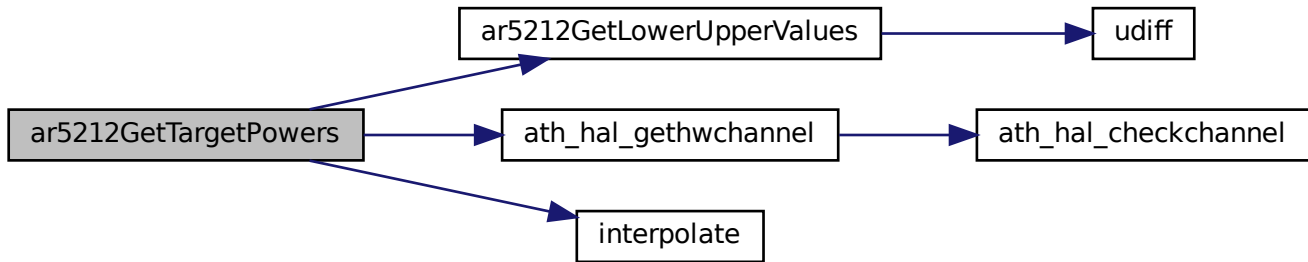 ar5212GetLowerUpperValues
udiff
ar5212GetTargetPowers
ath_hal_gethwchannel
ath_hal_checkchannel
interpolate